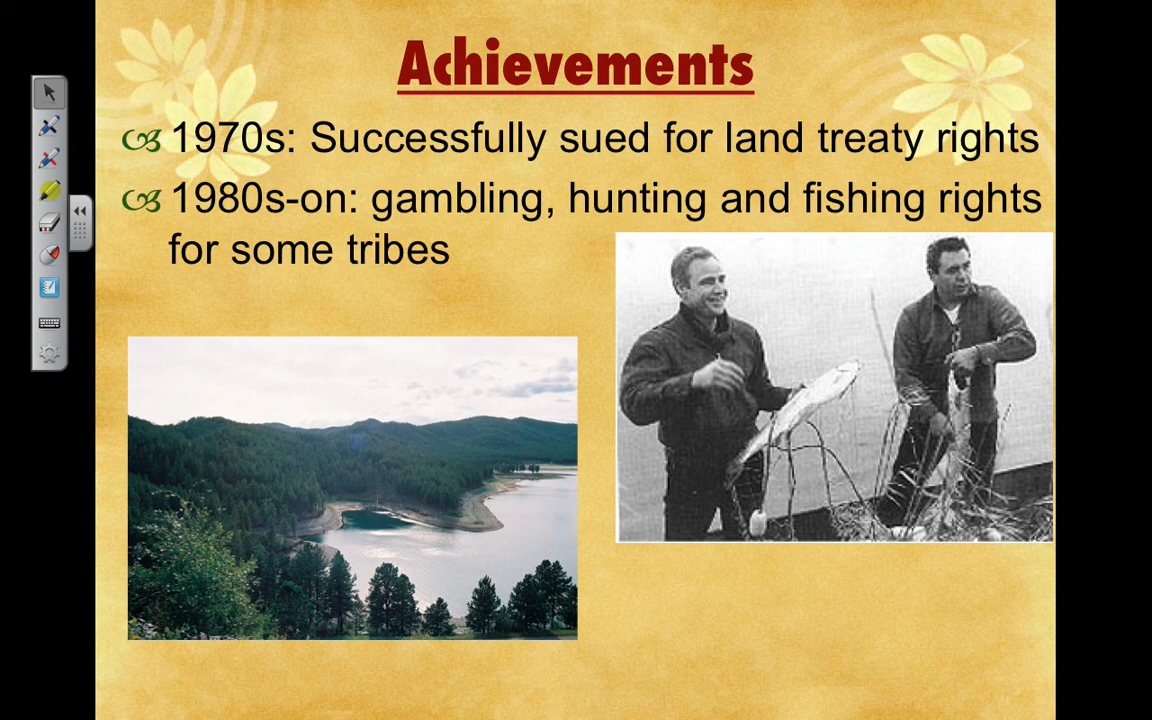 Achievements
1970s: Successfully sued for land treaty rights
1980s-on: gambling, hunting and fishing rights
for some tribes